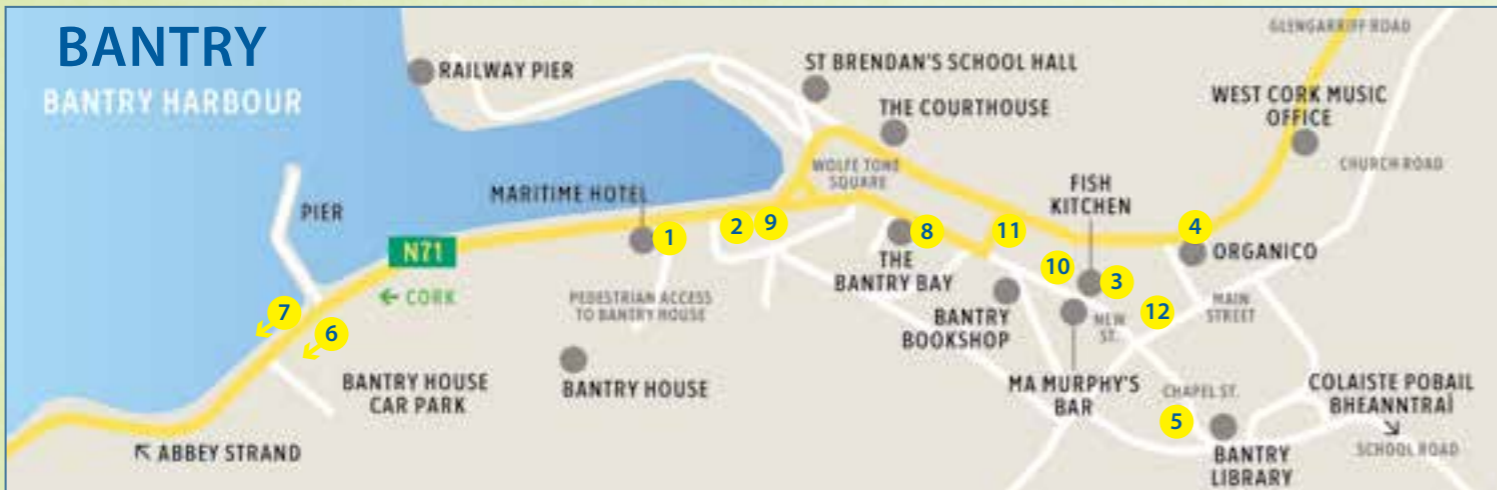 BANTRY
BANTRY HARBOUR
RAILWAY PIER
ST BRENDAN'S SCHOOL HALL
THE COURTHOUSE
GLENGARRIFF ROAD
WEST CORK MUSIC
OFFICE
CHURCH ROAD
WOLFE TONE
SQUARE
MARITIME HOTEL
PIER
FISH
KITCHEN
1
2
9
8
11
4
ORGANICO
N71
← CORK
THE
BANTRY BAY
10
3
12
PEDESTRIAN ACCESS
TO BANTRY HOUSE
MAIN
STREET
NEW
ST.
7
6
BANTRY
BOOKSHOP
BANTRY HOUSE
CAR PARK
BANTRY HOUSE
MA MURPHY'S
BAR
CHAPEL ST.
5
COLAISTE POBAIL
BHEANNTRAÍ
↘
SCHOOL ROAD
↖ ABBEY STRAND
BANTRY
LIBRARY